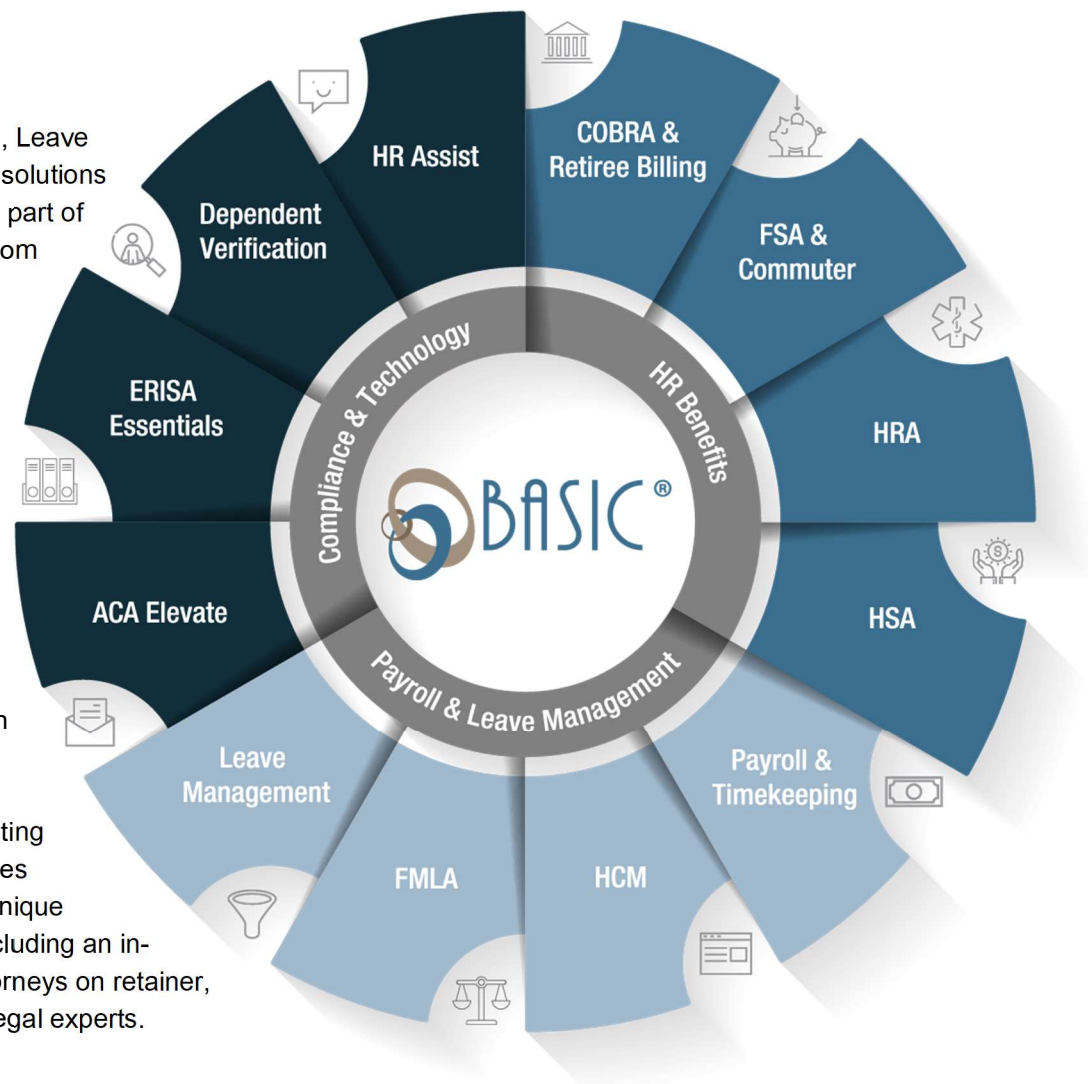 , Leave
solutions
part of
om
n
ting
es
nique
cluding an in-
orneys on retainer,
egal experts.
HR Assist
COBRA &
Retiree Billing
Dependent
Verification
FSA &
Commuter
ERISA
Essentials
HRA
ACA Elevate
HSA
Leave
Management
Payroll &
Timekeeping
FMLA
HCM
Compliance & Technology
HR Benefits
Payroll & Leave Management
BASIC®